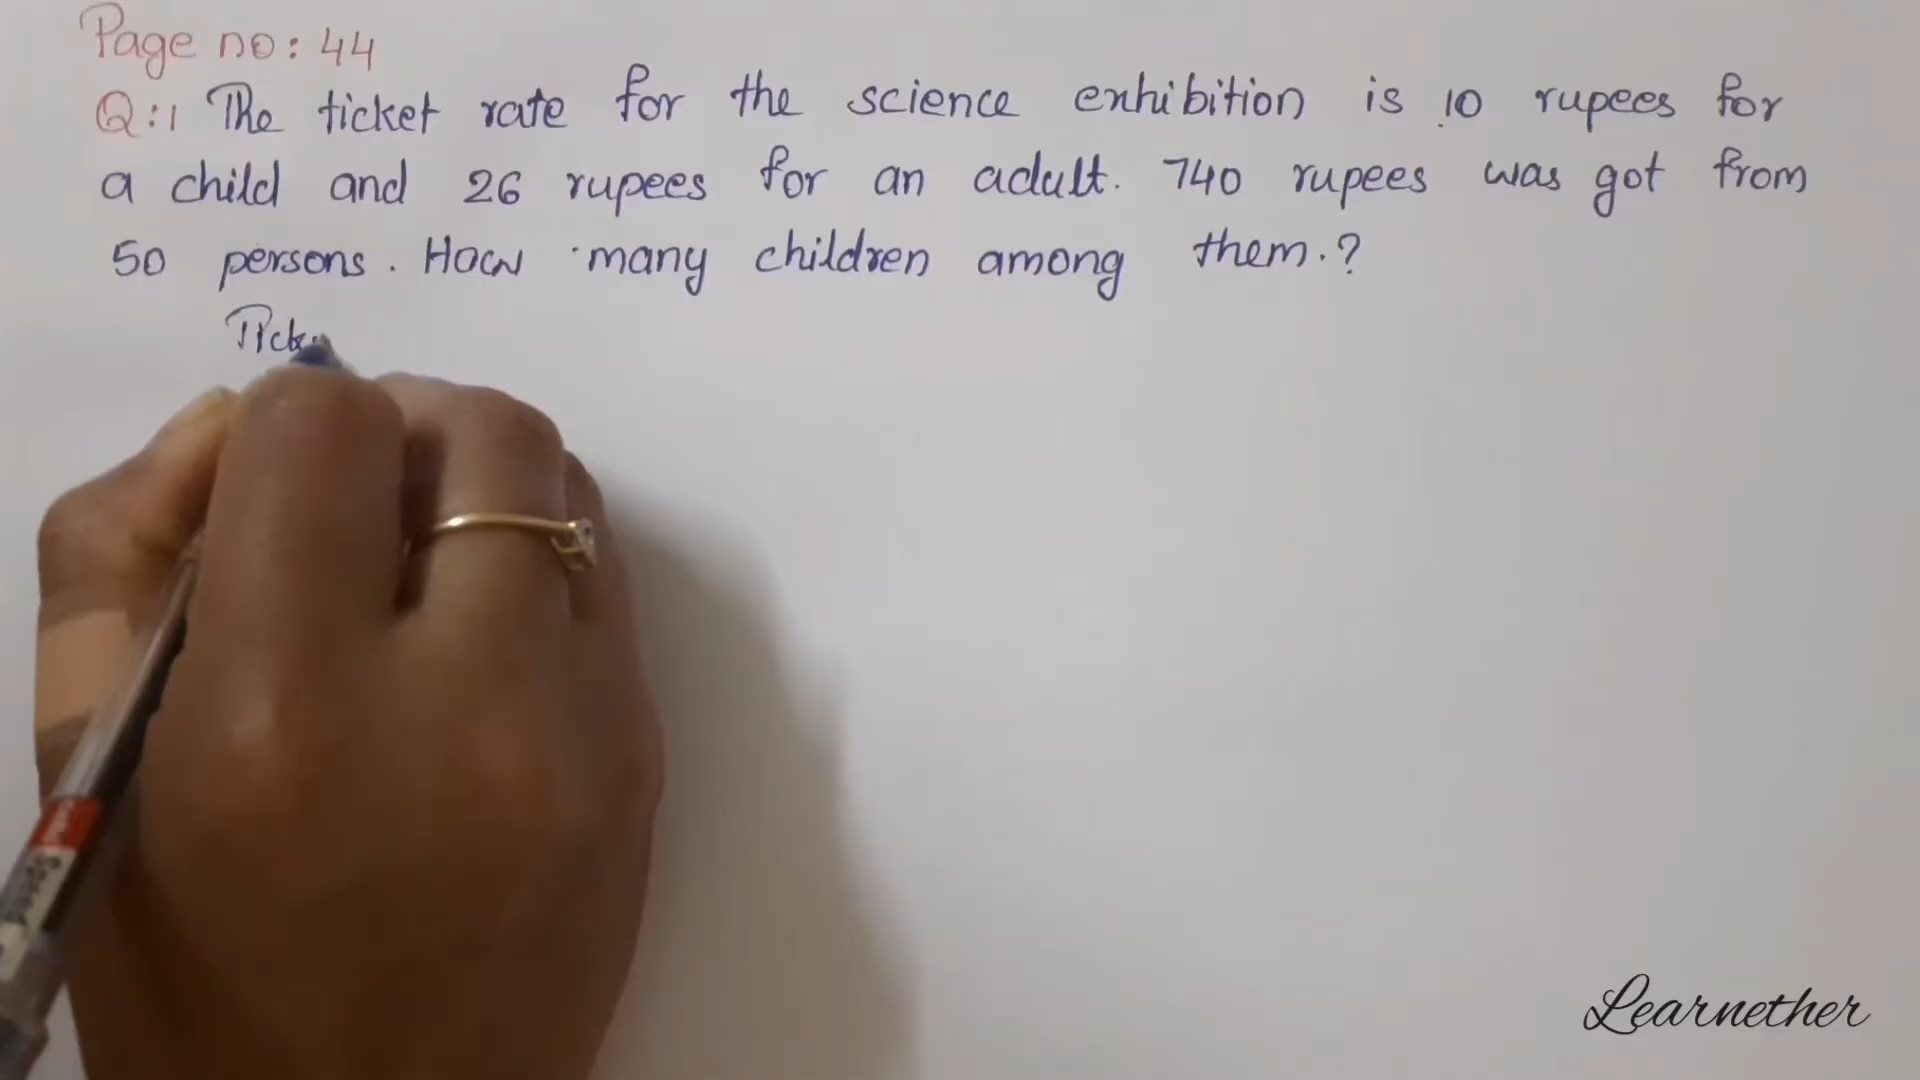 Page no: 44
Q:1 The ticket rate for the science exhibition is 10 rupees for
a child and 26 rupees for an adult. 740 rupees was got from
50 persons. How many children among them.?
Learnether